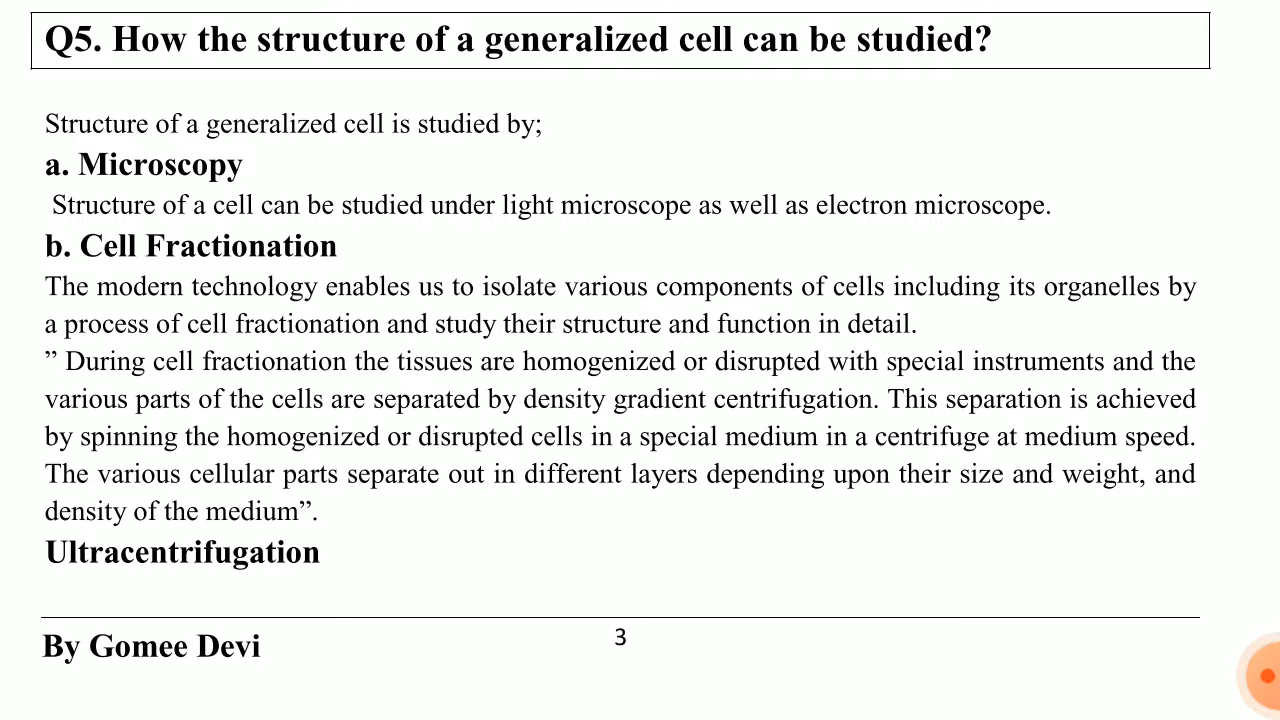 Q5. How the structure of a generalized cell can be studied?
Structure of a generalized cell is studied by;
a. Microscopy
Structure of a cell can be studied under light microscope as well as electron microscope.
b. Cell Fractionation
The modern technology enables us to isolate various components of cells including its organelles by
a process of cell fractionation and study their structure and function in detail.
” During cell fractionation the tissues are homogenized or disrupted with special instruments and the
various parts of the cells are separated by density gradient centrifugation. This separation is achieved
by spinning the homogenized or disrupted cells in a special medium in a centrifuge at medium speed.
The various cellular parts separate out in different layers depending upon their size and weight, and
density of the medium”.
Ultracentrifugation
By Gomee Devi
3